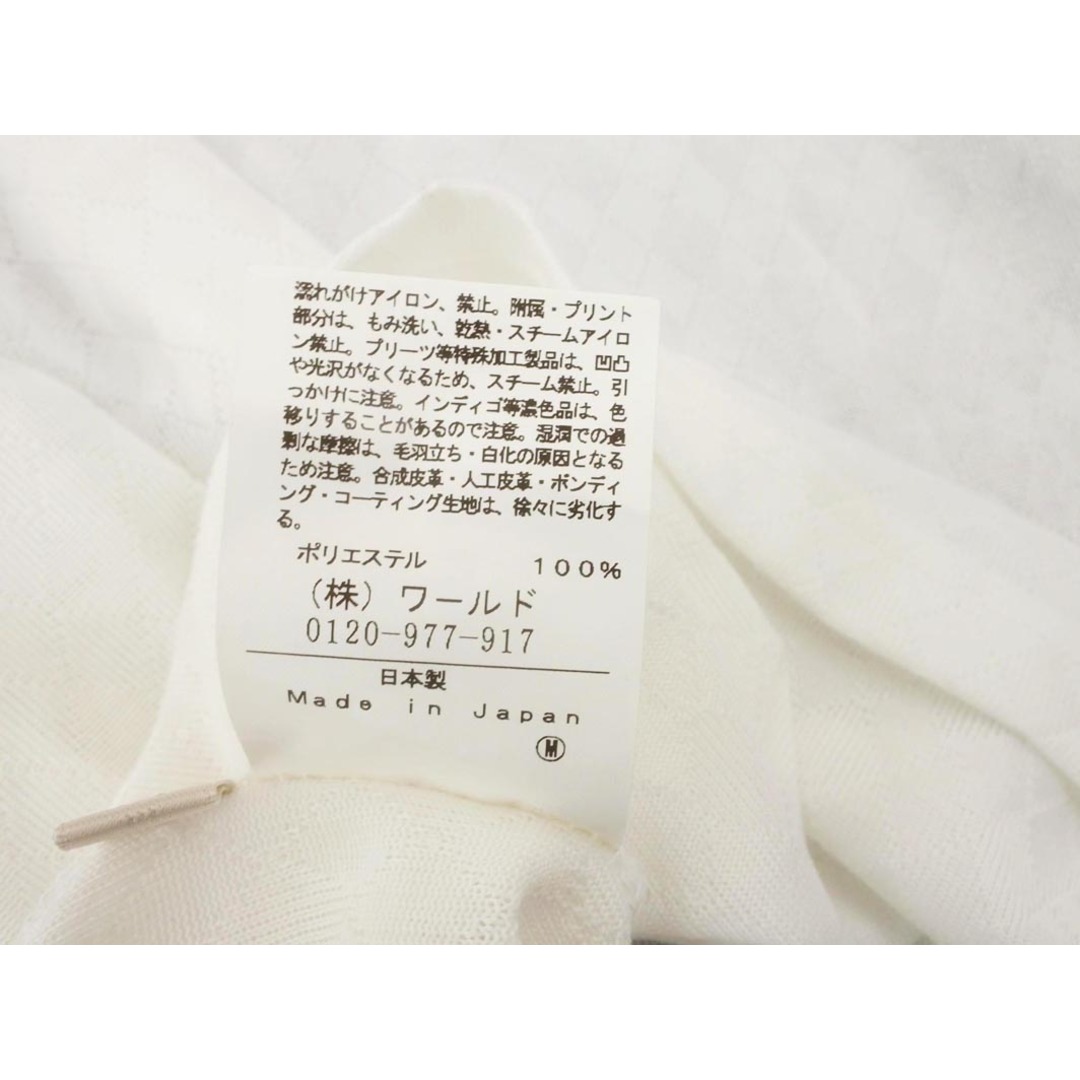 濡れがけアイロン、禁止。附属・プリント
部分は、もみ洗い、乾熱・スチームアイロ
ン禁止。プリーツ等特殊加工製品は、凹凸
や光沢がなくなるため、スチーム禁止。引
っかけに注意。インディゴ等濃色品は、色
移りすることがあるので注意。湿潤での過
剰な摩擦は、毛羽立ち・白化の原因となる
ため注意。合成皮革・人工皮革・ボンディ
ング・コーティング生地は、徐々に劣化す
る。
ポリエステル 100%
(株) ワールド
0120-977-917
日本製
Made in Japan
Ⓜ